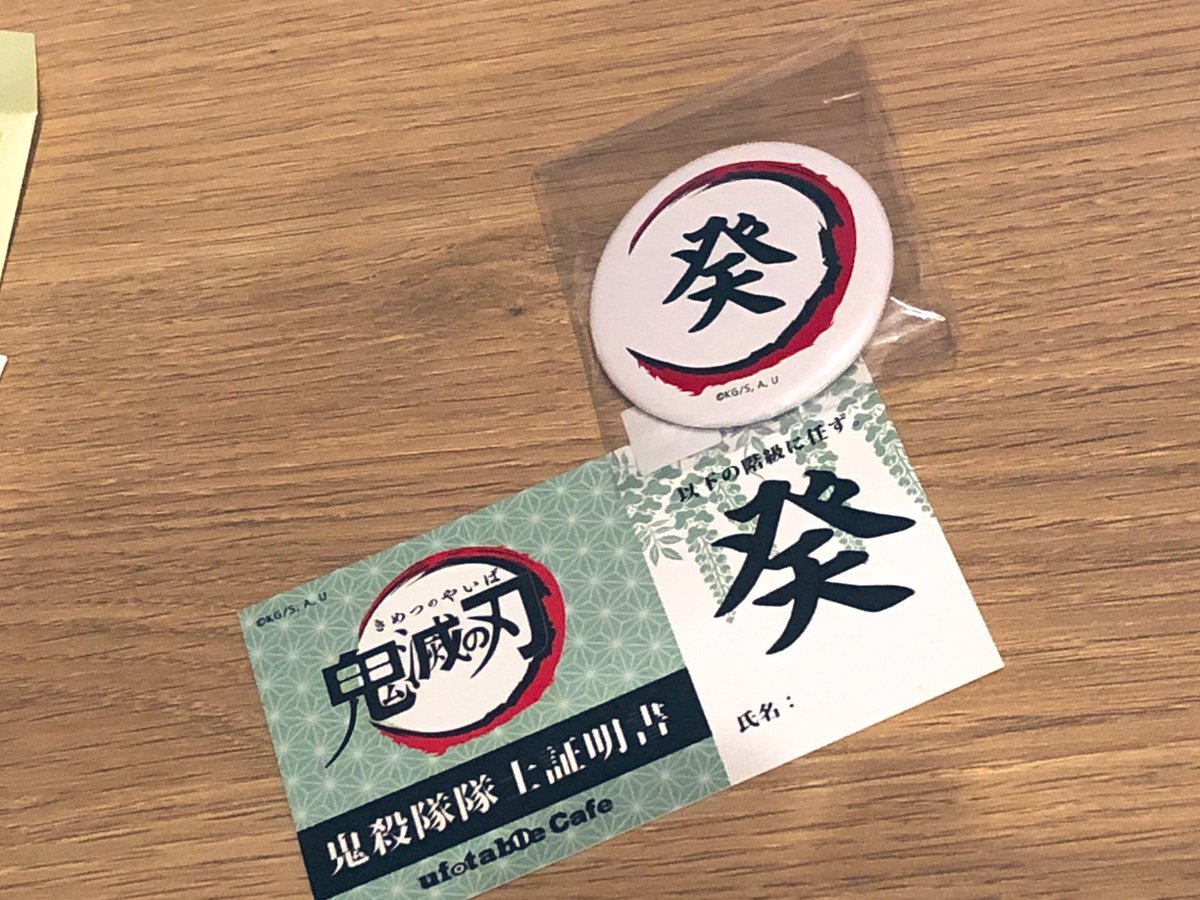 癸
©KG/S, A, U
以下の階級に任ず。
癸
氏名：
©KG/S, A, U
きめつのやいば
鬼滅の刃
鬼殺隊隊士証明書
ufotable Cafe